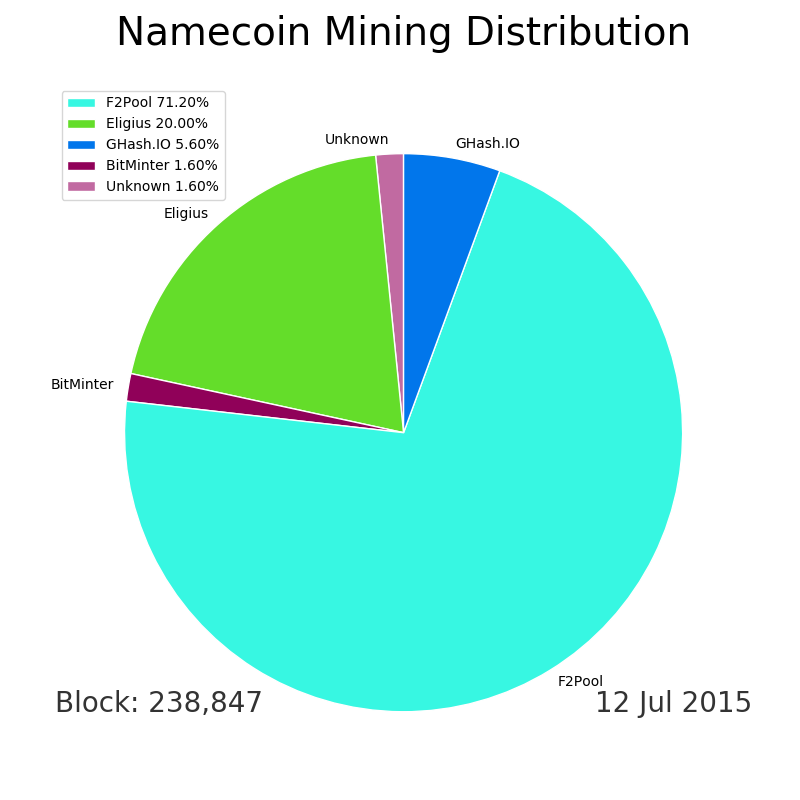 Namecoin Mining Distribution
F2Pool 71.20%
Eligius 20.00%
GHash.IO 5.60%
BitMinter 1.60%
Unknown 1.60%
Unknown
GHash.IO
Eligius
BitMinter
F2Pool
Block: 238,847
12 Jul 2015